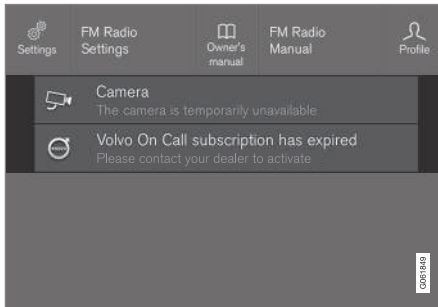 Settings
FM Radio
Settings
Owner's
manual
FM Radio
Manual
Profile
Camera
The camera is temporarily unavailable
Volvo On Call subscription has expired
Please contact your dealer to activate
G061849